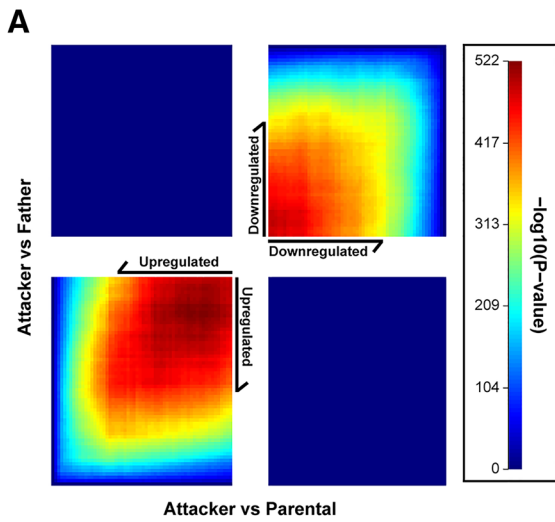 A
Attacker vs Father
Downregulated
Downregulated
Upregulated
Upregulated
Attacker vs Parental
522
417
313
209
104
0
-log10(P-value)